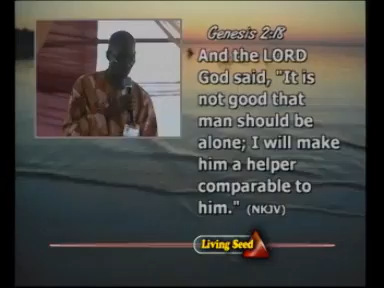 Genesis 2:18
And the LORD
God said, "It is
not good that
man should be
alone; I will make
him a helper
comparable to
him." (NKJV)
Living Seed